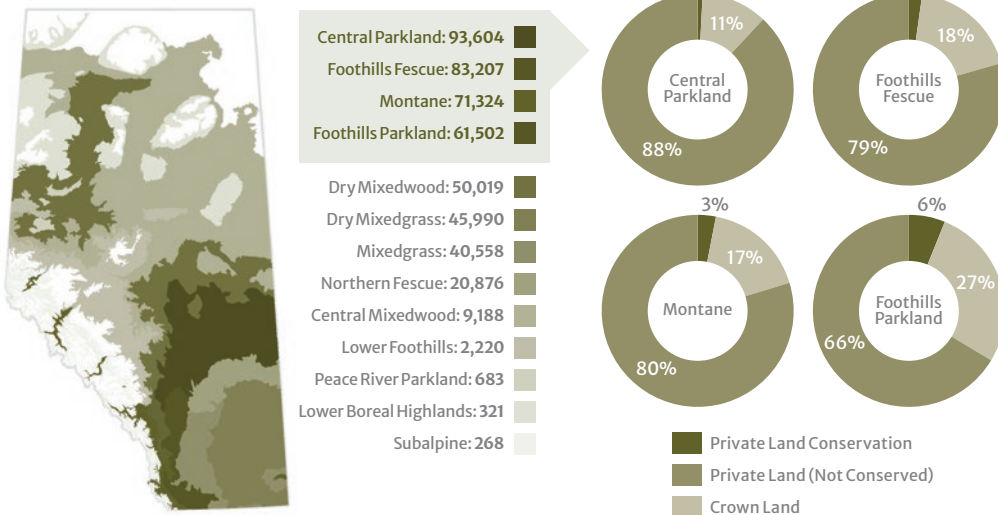 Central Parkland: 93,604
Foothills Fescue: 83,207
Montane: 71,324
Foothills Parkland: 61,502
Dry Mixedwood: 50,019
Dry Mixedgrass: 45,990
Mixedgrass: 40,558
Northern Fescue: 20,876
Central Mixedwood: 9,188
Lower Foothills: 2,220
Peace River Parkland: 683
Lower Boreal Highlands: 321
Subalpine: 268
11%
Central
Parkland
88%
18%
Foothills
Fescue
79%
3%
17%
Montane
80%
6%
27%
Foothills
Parkland
66%
Private Land Conservation
Private Land (Not Conserved)
Crown Land